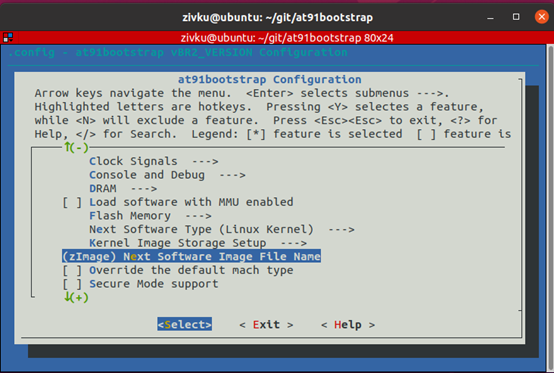 zivku@ubuntu: ~/git/at91bootstrap
zivku@ubuntu: ~/git/at91bootstrap 80x24
.config - at91bootstrap vBR2_VERSION Configuration
at91bootstrap Configuration
Arrow keys navigate the menu.  <Enter> selects submenus --->.
Highlighted letters are hotkeys.  Pressing <Y> selectes a feature,
while <N> will exclude a feature.  Press <Esc><Esc> to exit, <?> for
Help, </> for Search.  Legend: [*] feature is selected  [ ] feature is
↑(-)
Clock Signals  --->
Console and Debug  --->
DRAM  --->
[ ] Load software with MMU enabled
Flash Memory  --->
Next Software Type (Linux Kernel)  --->
Kernel Image Storage Setup  --->
(zImage) Next Software Image File Name
[ ] Override the default mach type
[ ] Secure Mode support
↓(+)
<Select>    < Exit >    < Help >